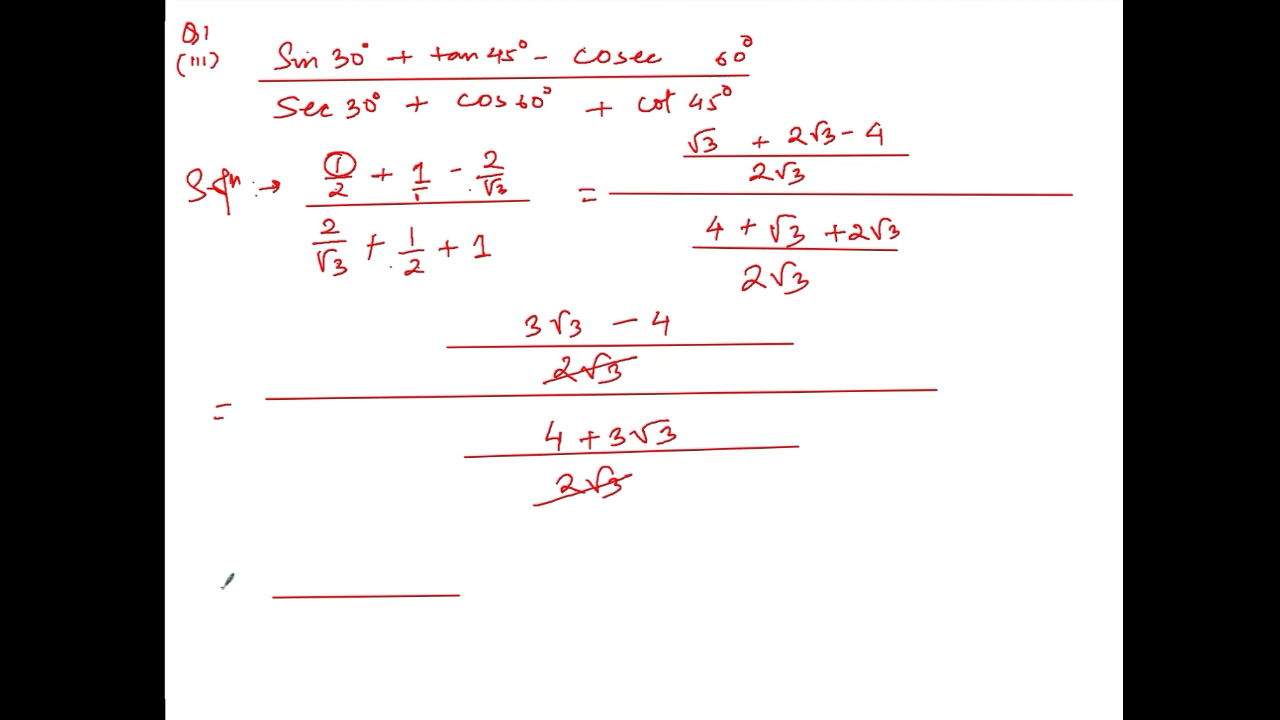 Q1
(iii) Sin 30° + tan 45° - cosec 60°
Sec 30° + cos 60° + cot 45°
Solⁿ :→ 1/2 + 1/1 - 2/√3 = √3 + 2√3 - 4 / 2√3
2/√3 + 1/2 + 1 4 + √3 + 2√3 / 2√3
= 3√3 - 4
2√3
4 + 3√3
2√3